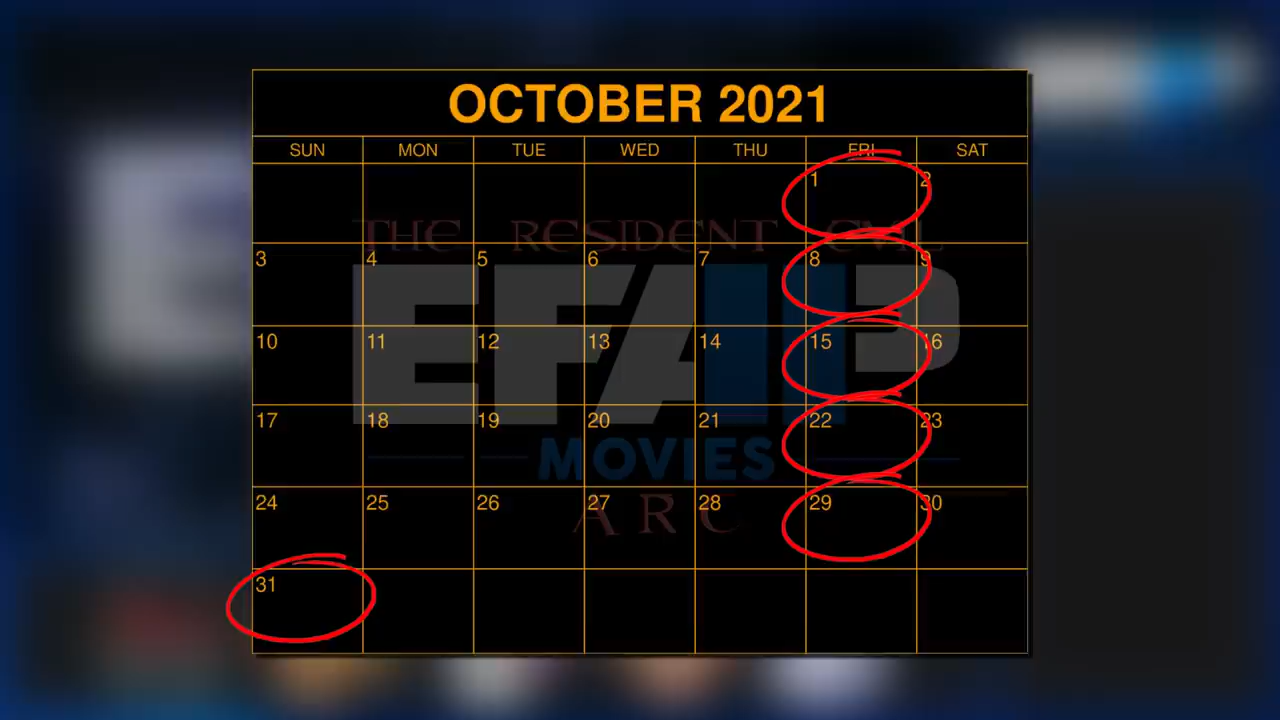 OCTOBER 2021
SUN MON TUE WED THU FRI SAT
1 2
THE RESIDENT EVIL
3 4 5 6 7 8 9
EFAP
10 11 12 13 14 15 16
17 18 19 20 21 22 23
MOVIES
24 25 26 27 28 29 30
ARC
31